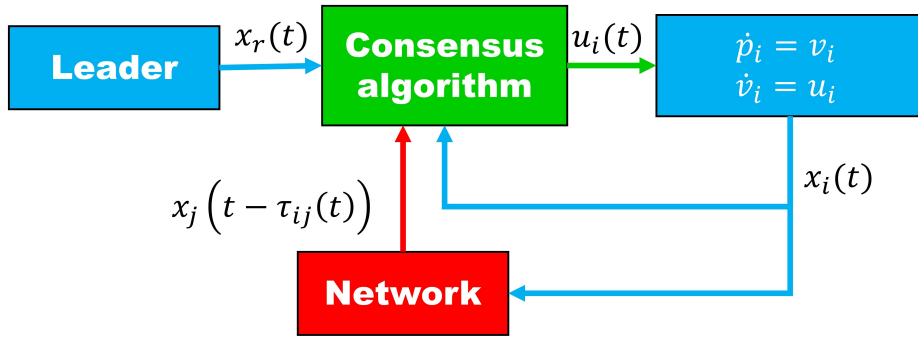 Leader
x_r(t)
Consensus
algorithm
u_i(t)
ṗ_i = v_i
v̇_i = u_i
x_i(t)
x_j(t − τ_ij(t))
Network